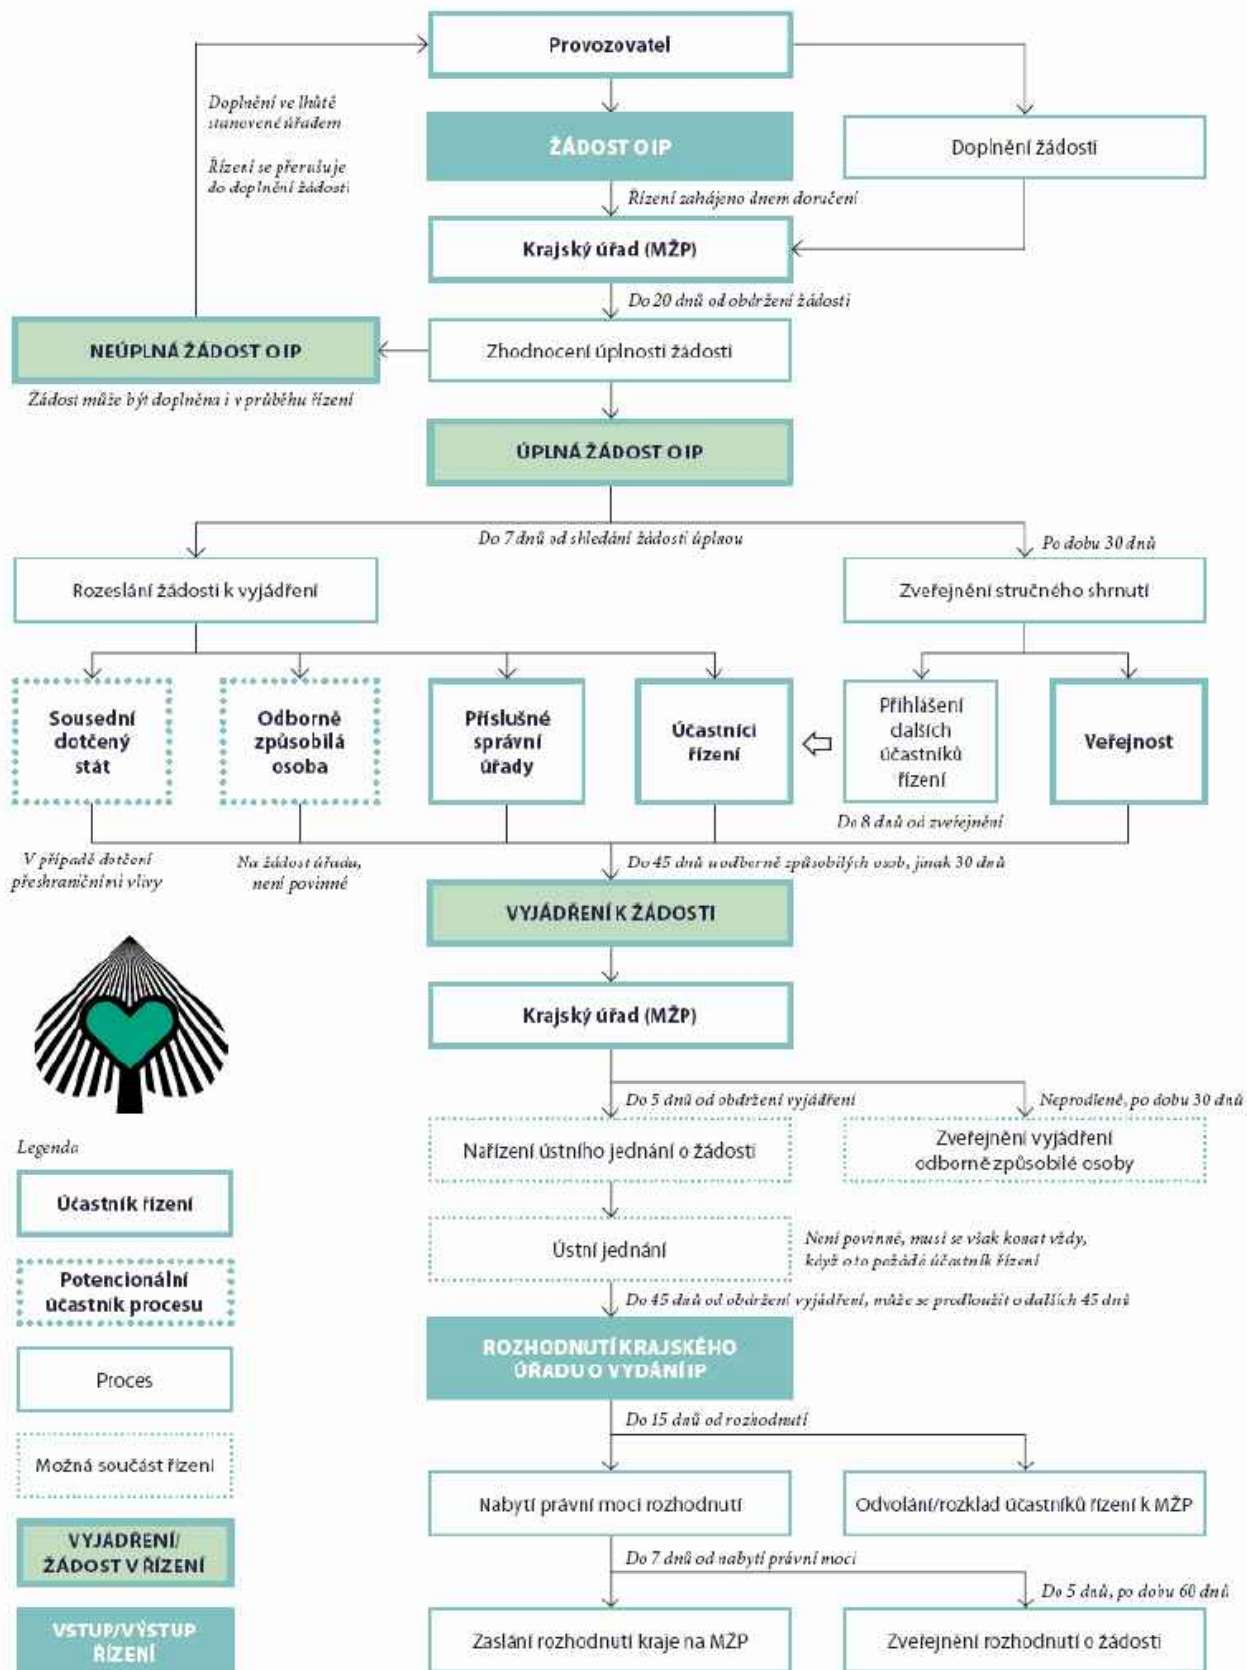 Provozovatel
Doplnění ve lhůtě
stanovené úřadem
Řízení se přerušuje
do doplnění žádosti
ŽÁDOST O IP
Doplnění žádosti
Řízení zahájeno dnem doručení
Krajský úřad (MŽP)
Do 20 dnů od obdržení žádosti
NEÚPLNÁ ŽÁDOST O IP
Zhodnocení úplnosti žádosti
Žádost může být doplněna i v průběhu řízení
ÚPLNÁ ŽÁDOST O IP
Do 7 dnů od shledání žádosti úplnou
Po dobu 30 dnů
Rozeslání žádosti k vyjádření
Zveřejnění stručného shrnutí
Sousední
dotčený
stát
Odborně
způsobilá
osoba
Příslušné
správní
úřady
Účastníci
řízení
Přihlášení
dalších
účastníků
řízení
Veřejnost
Do 8 dnů od zveřejnění
V případě dotčení
přeshraničními vlivy
Na žádost úřadu,
není povinné
Do 45 dnů u odborně způsobilých osob, jinak 30 dnů
VYJÁDŘENÍ K ŽÁDOSTI
Krajský úřad (MŽP)
Do 5 dnů od obdržení vyjádření
Neprodleně, po dobu 30 dnů
Nařízení ústního jednání o žádosti
Zveřejnění vyjádření
odborně způsobilé osoby
Ústní jednání
Není povinné, musí se však konat vždy,
když o to požádá účastník řízení
Do 45 dnů od obdržení vyjádření, může se prodloužit o dalších 45 dnů
ROZHODNUTÍ KRAJSKÉHO
ÚŘADU O VYDÁNÍ IP
Do 15 dnů od rozhodnutí
Nabytí právní moci rozhodnutí
Odvolání/rozklad účastníků řízení k MŽP
Do 7 dnů od nabytí právní moci
Do 5 dnů, po dobu 60 dnů
Zaslání rozhodnutí kraje na MŽP
Zveřejnění rozhodnutí o žádosti
Legenda
Účastník řízení
Potencionální
účastník procesu
Proces
Možná součást řízení
VYJADŘENÍ/
ŽÁDOST V ŘÍZENÍ
VSTUP/VÝSTUP
ŘÍZENÍ